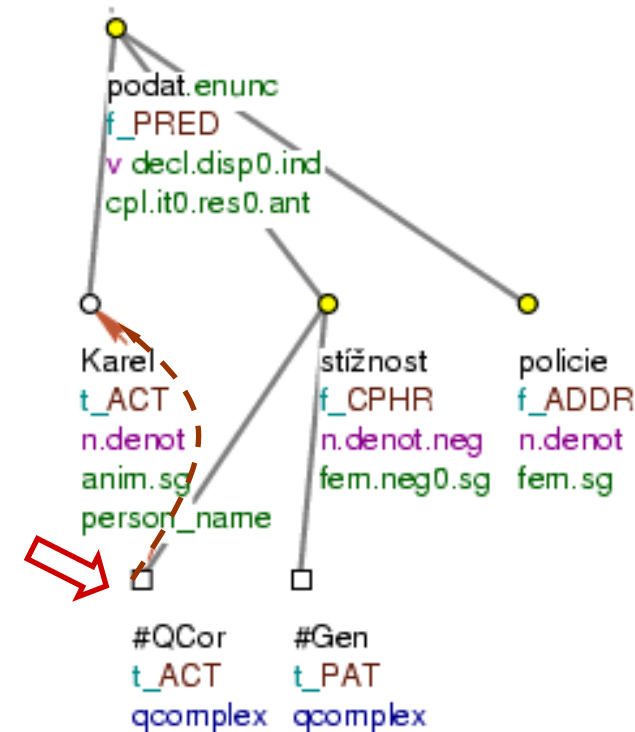 podat.enunc
f_PRED
v decl.disp0.ind
cpl.it0.res0.ant
Karel
t_ACT
n.denot
anim.sg
person_name
stížnost
f_CPHR
n.denot.neg
fem.neg0.sg
policie
f_ADDR
n.denot
fem.sg
#QCor
t_ACT
qcomplex
#Gen
t_PAT
qcomplex